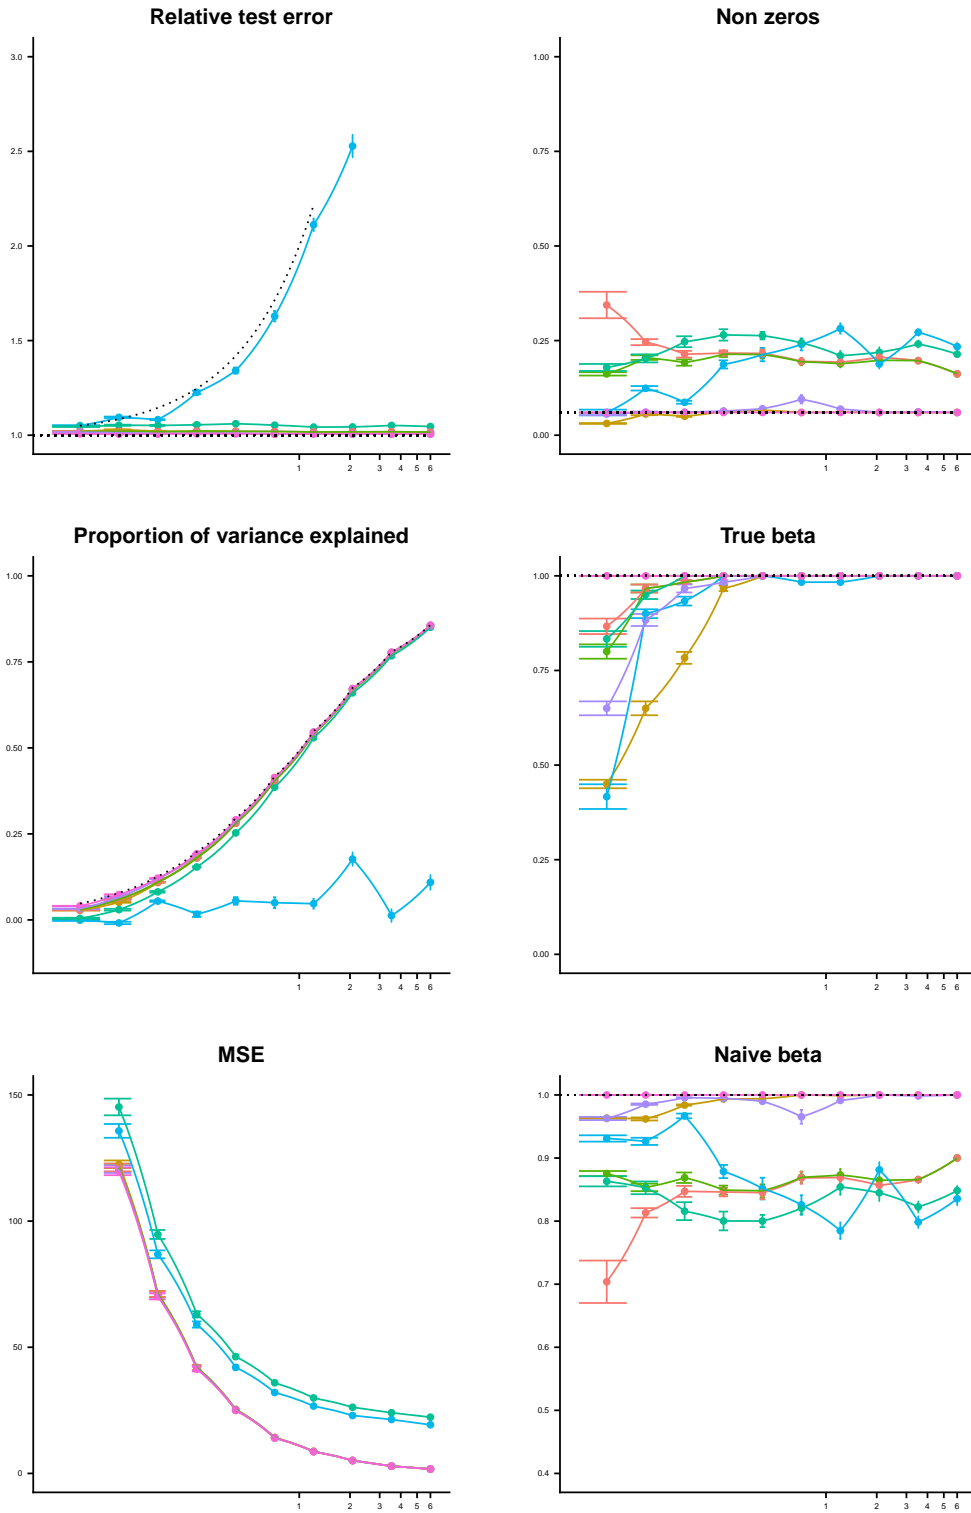 Relative test error
3.0
2.5
2.0
1.5
1.0
1 2 3 4 5 6
Non zeros
1.00
0.75
0.50
0.25
0.00
1 2 3 4 5 6
Proportion of variance explained
1.00
0.75
0.50
0.25
0.00
1 2 3 4 5 6
True beta
1.00
0.75
0.50
0.25
0.00
1 2 3 4 5 6
MSE
150
100
50
0
1 2 3 4 5 6
Naive beta
1.0
0.9
0.8
0.7
0.6
0.5
0.4
1 2 3 4 5 6